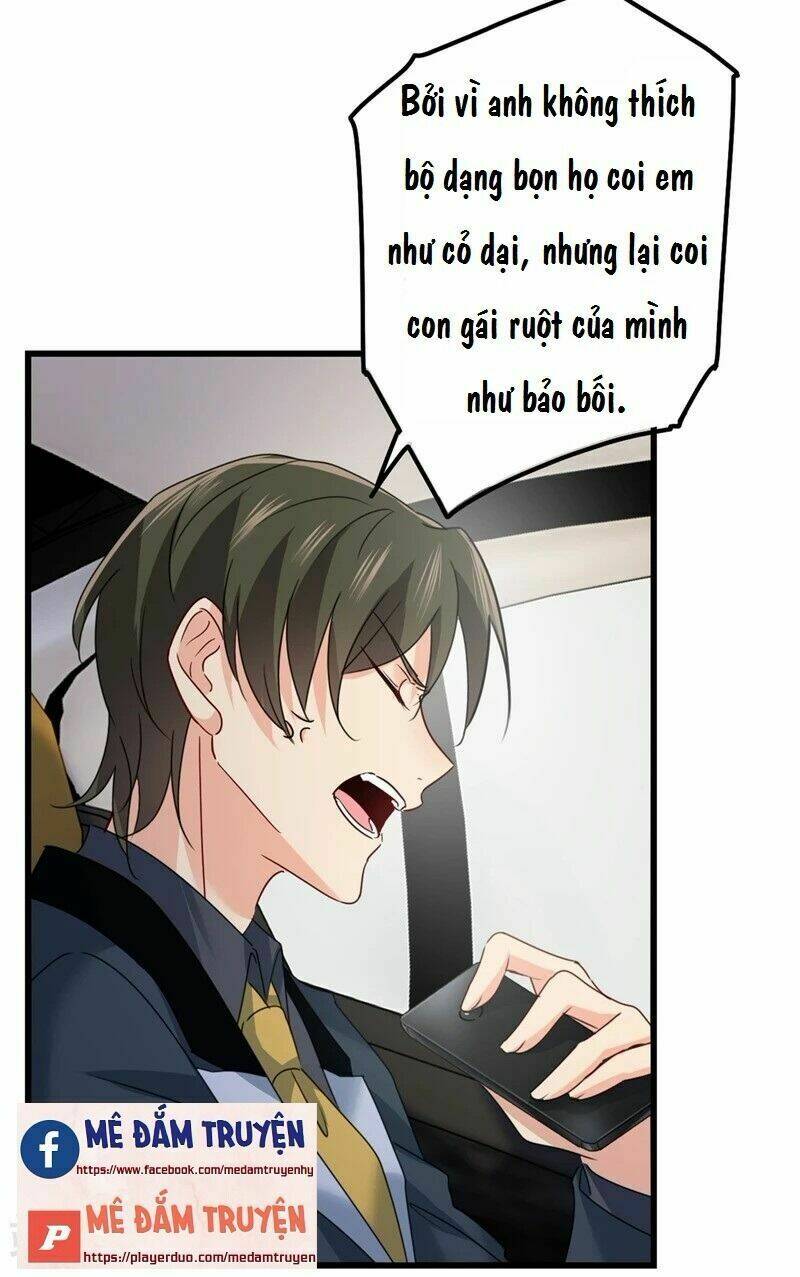 Bởi vì anh không thích
bộ dạng bọn họ coi em
như cỏ dại, nhưng lại coi
con gái ruột của mình
như bảo bối.
f MÊ ĐẮM TRUYỆN
https://www.facebook.com/medamtruyenhy
P MÊ ĐẮM TRUYỆN
https://playerduo.com/medamtruyen